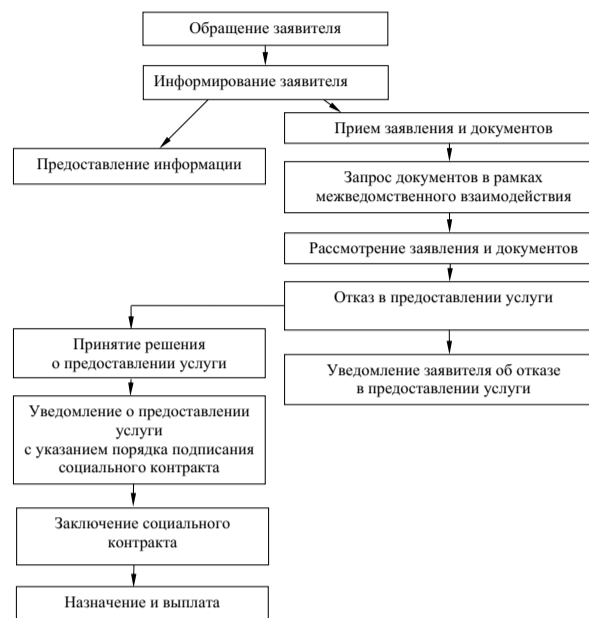 Обращение заявителя
Информирование заявителя
Прием заявления и документов
Предоставление информации
Запрос документов в рамках
межведомственного взаимодействия
Рассмотрение заявления и документов
Отказ в предоставлении услуги
Принятие решения
о предоставлении услуги
Уведомление заявителя об отказе
в предоставлении услуги
Уведомление о предоставлении
услуги
с указанием порядка подписания
социального контракта
Заключение социального
контракта
Назначение и выплата